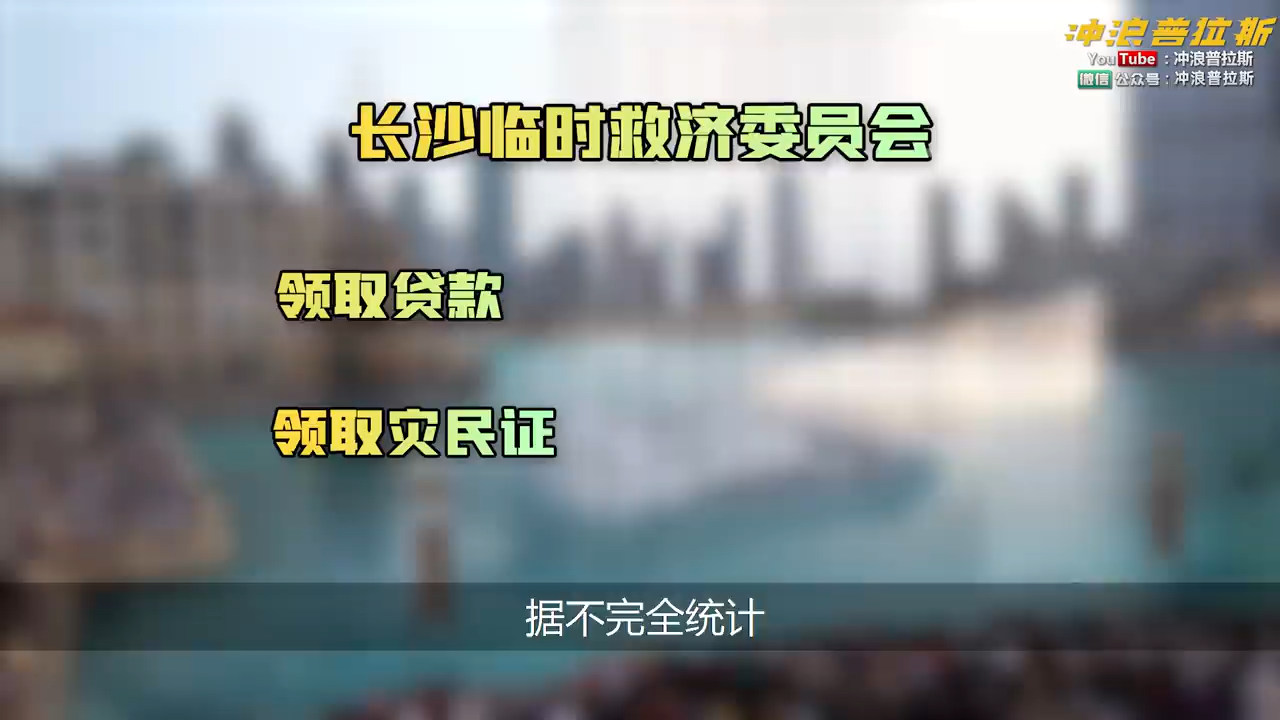 冲浪普拉斯
YouTube：冲浪普拉斯
微信公众号：冲浪普拉斯
长沙临时救济委员会
领取贷款
领取灾民证
据不完全统计